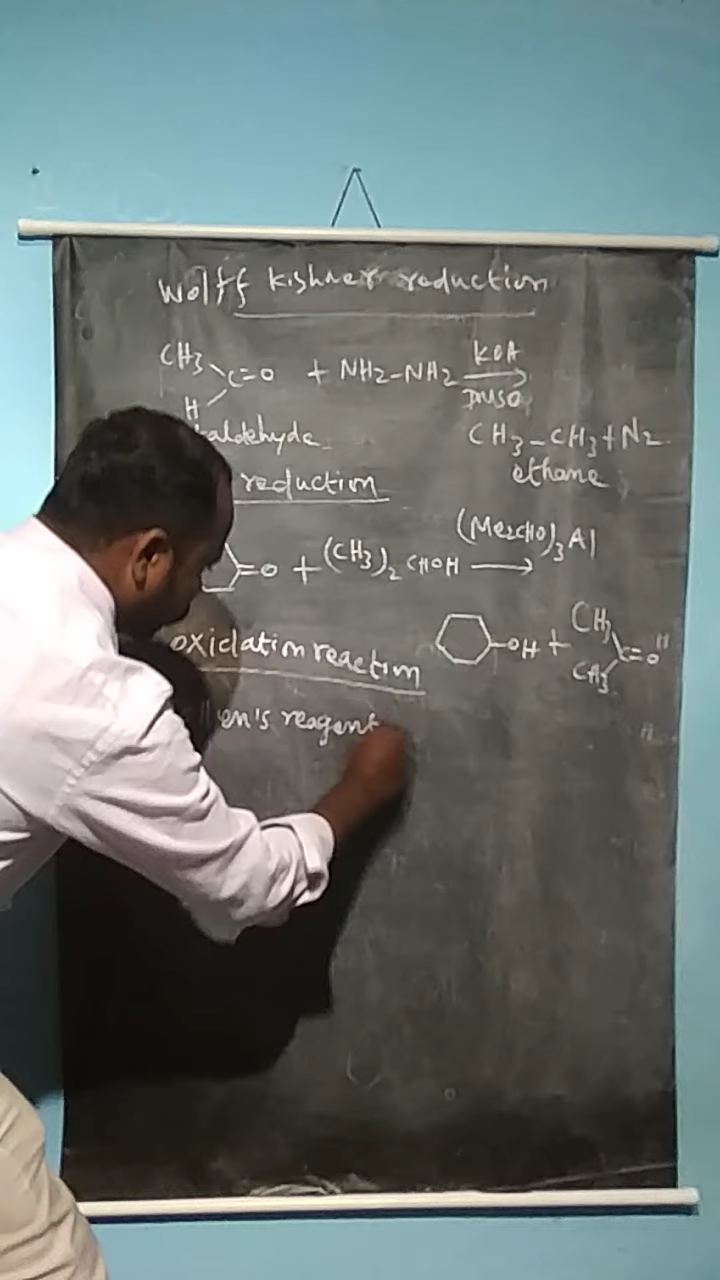 Wolff kishner reduction
CH3 C=O + NH2-NH2 KOH
H DMSO
aldehyde CH3-CH3+N2
reduction ethane
=O + (CH3)2 CHOH ⟶ (Me2CHO)3Al
oxidation reaction -OH + CH3 C=O
CH3
en's reagent